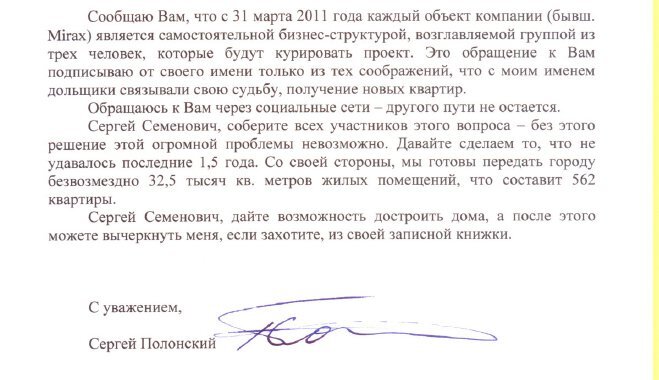 Сообщаю Вам, что с 31 марта 2011 года каждый объект компании (бывш.
Mirax) является самостоятельной бизнес-структурой, возглавляемой группой из
трех человек, которые будут курировать проект. Это обращение к Вам
подписываю от своего имени только из тех соображений, что с моим именем
дольщики связывали свою судьбу, получение новых квартир.
Обращаюсь к Вам через социальные сети – другого пути не остается.
Сергей Семенович, соберите всех участников этого вопроса – без этого
решение этой огромной проблемы невозможно. Давайте сделаем то, что не
удавалось последние 1,5 года. Со своей стороны, мы готовы передать городу
безвозмездно 32,5 тысяч кв. метров жилых помещений, что составит 562
квартиры.
Сергей Семенович, дайте возможность достроить дома, а после этого
можете вычеркнуть меня, если захотите, из своей записной книжки.
С уважением,
Сергей Полонский